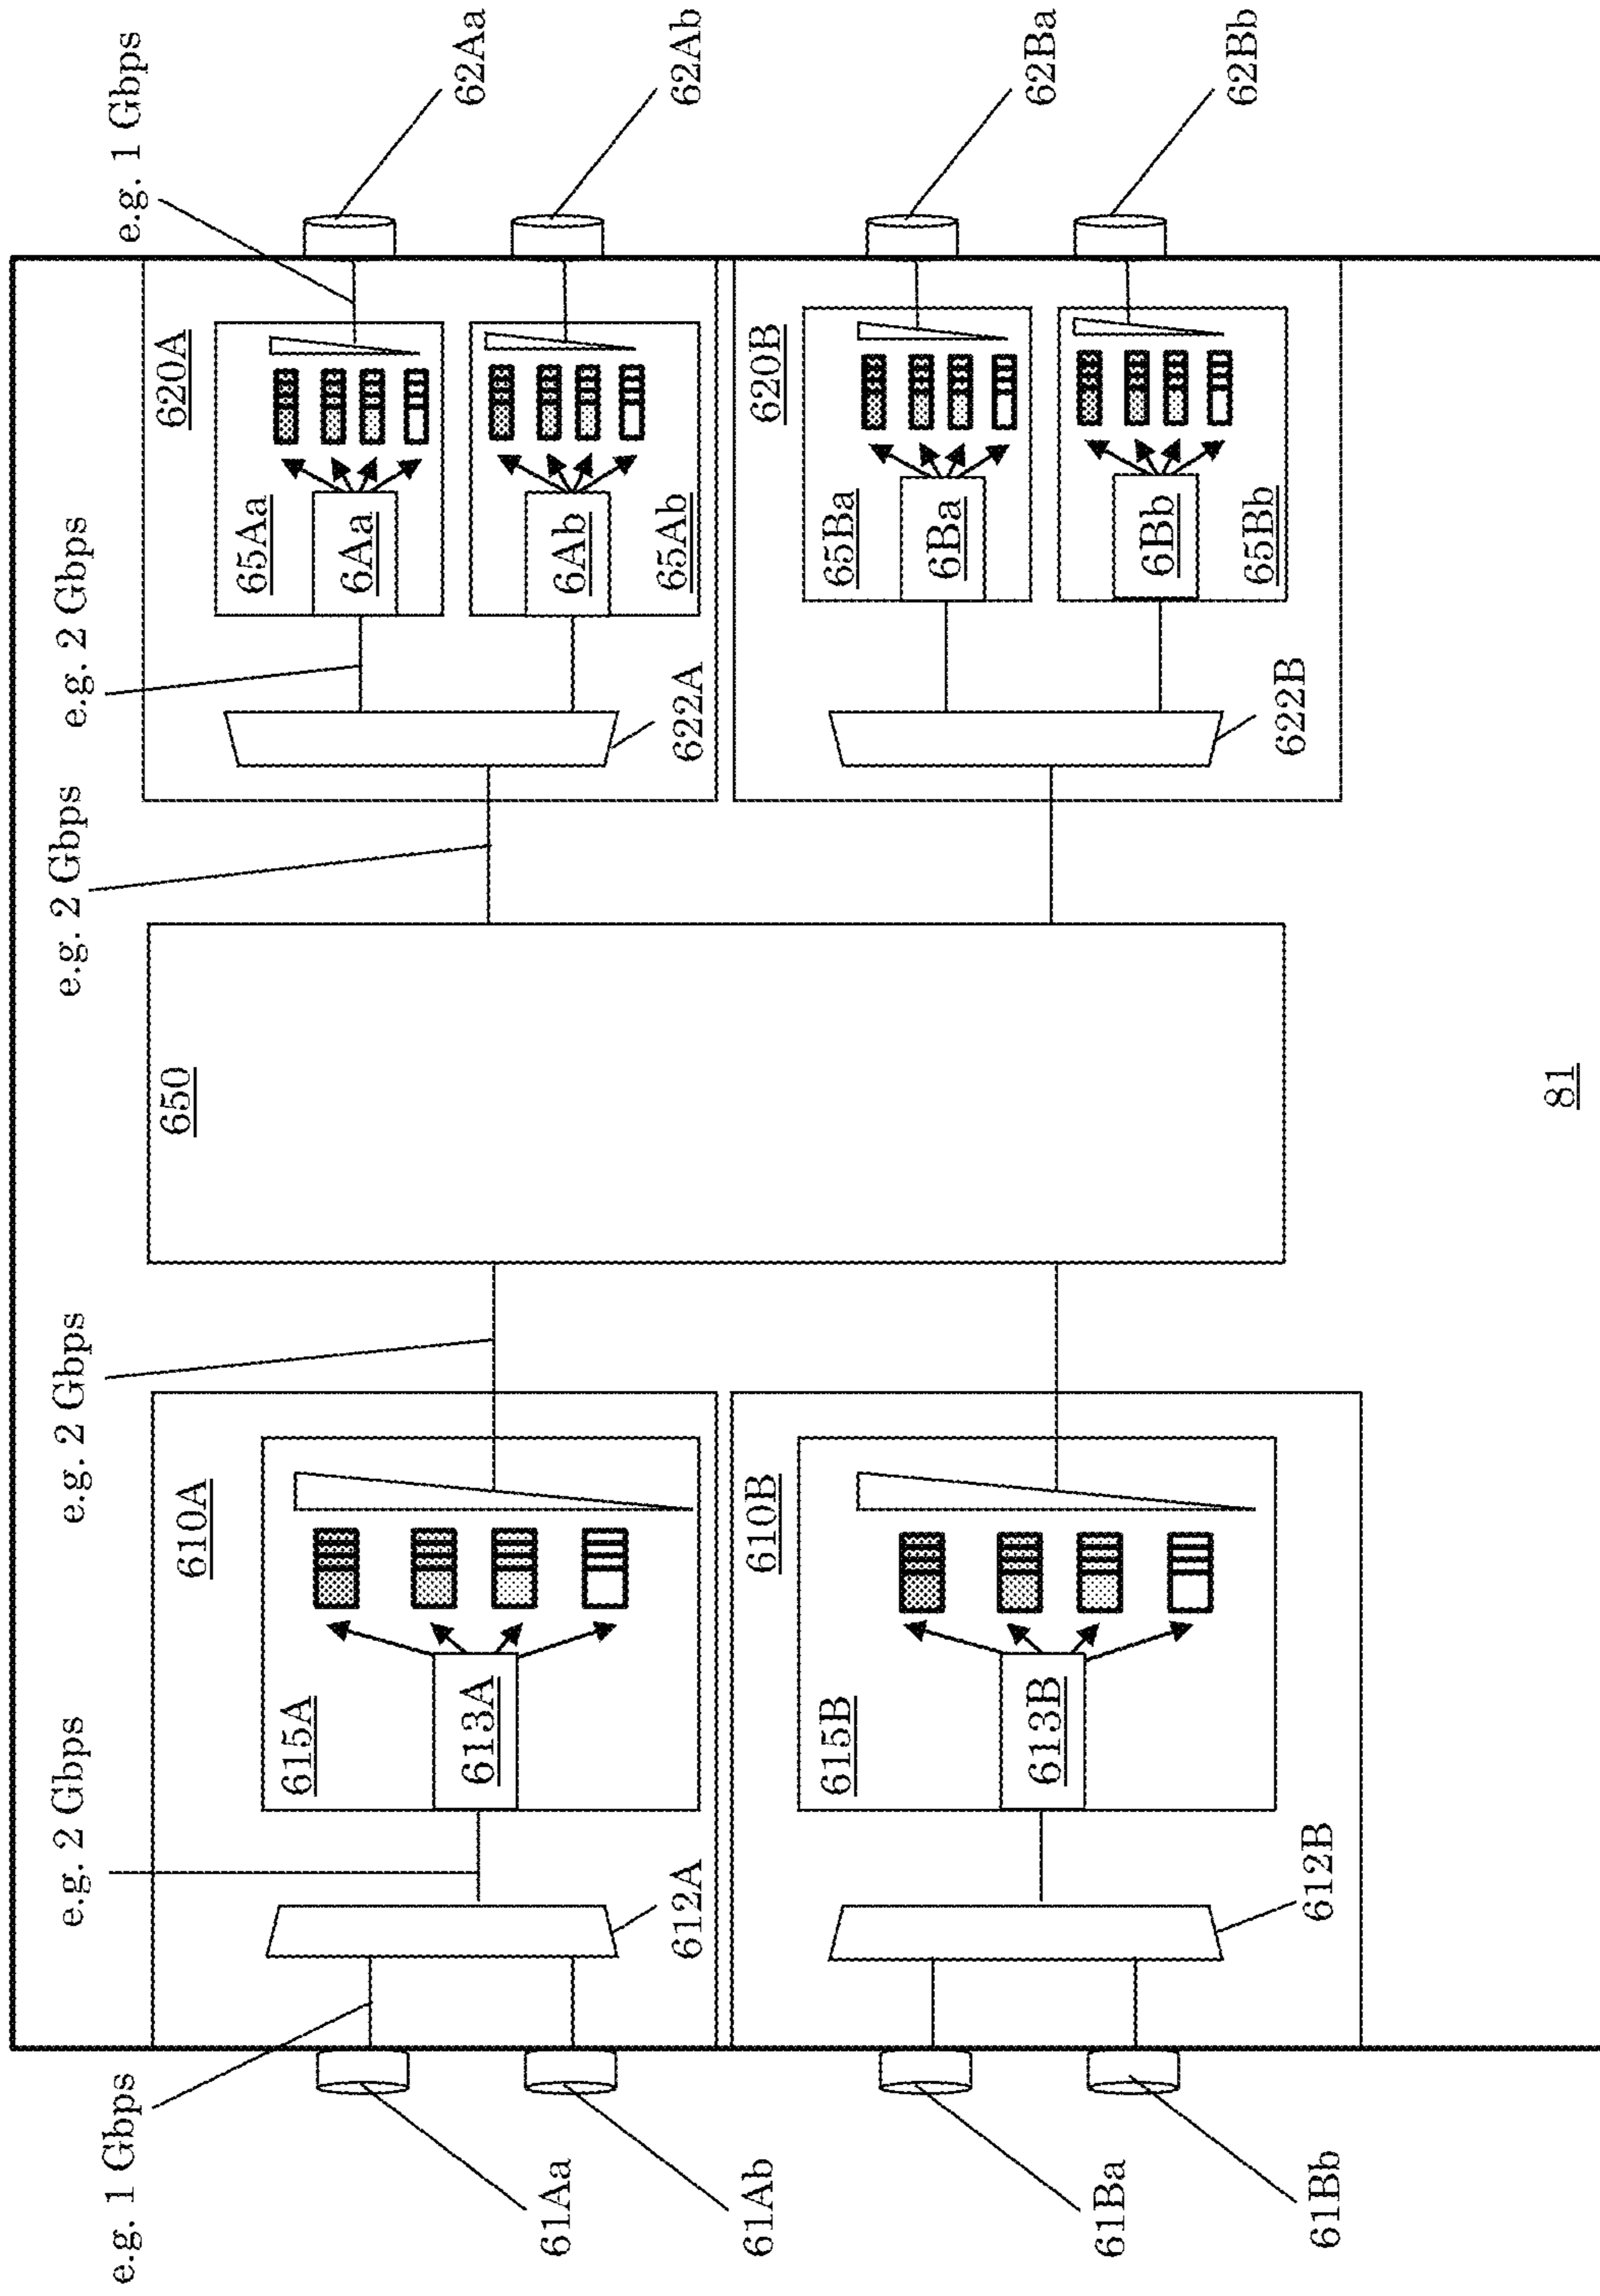 e.g. 1 Gbps
62Aa
62Ab
62Ba
62Bb
620A
620B
65Aa
6Aa
6Ab
65Ab
65Ba
6Ba
6Bb
65Bb
e.g. 2 Gbps
622A
622B
e.g. 2 Gbps
650
81
e.g. 2 Gbps
610A
610B
615A
613A
615B
613B
e.g. 2 Gbps
612A
612B
e.g. 1 Gbps
61Aa
61Ab
61Ba
61Bb